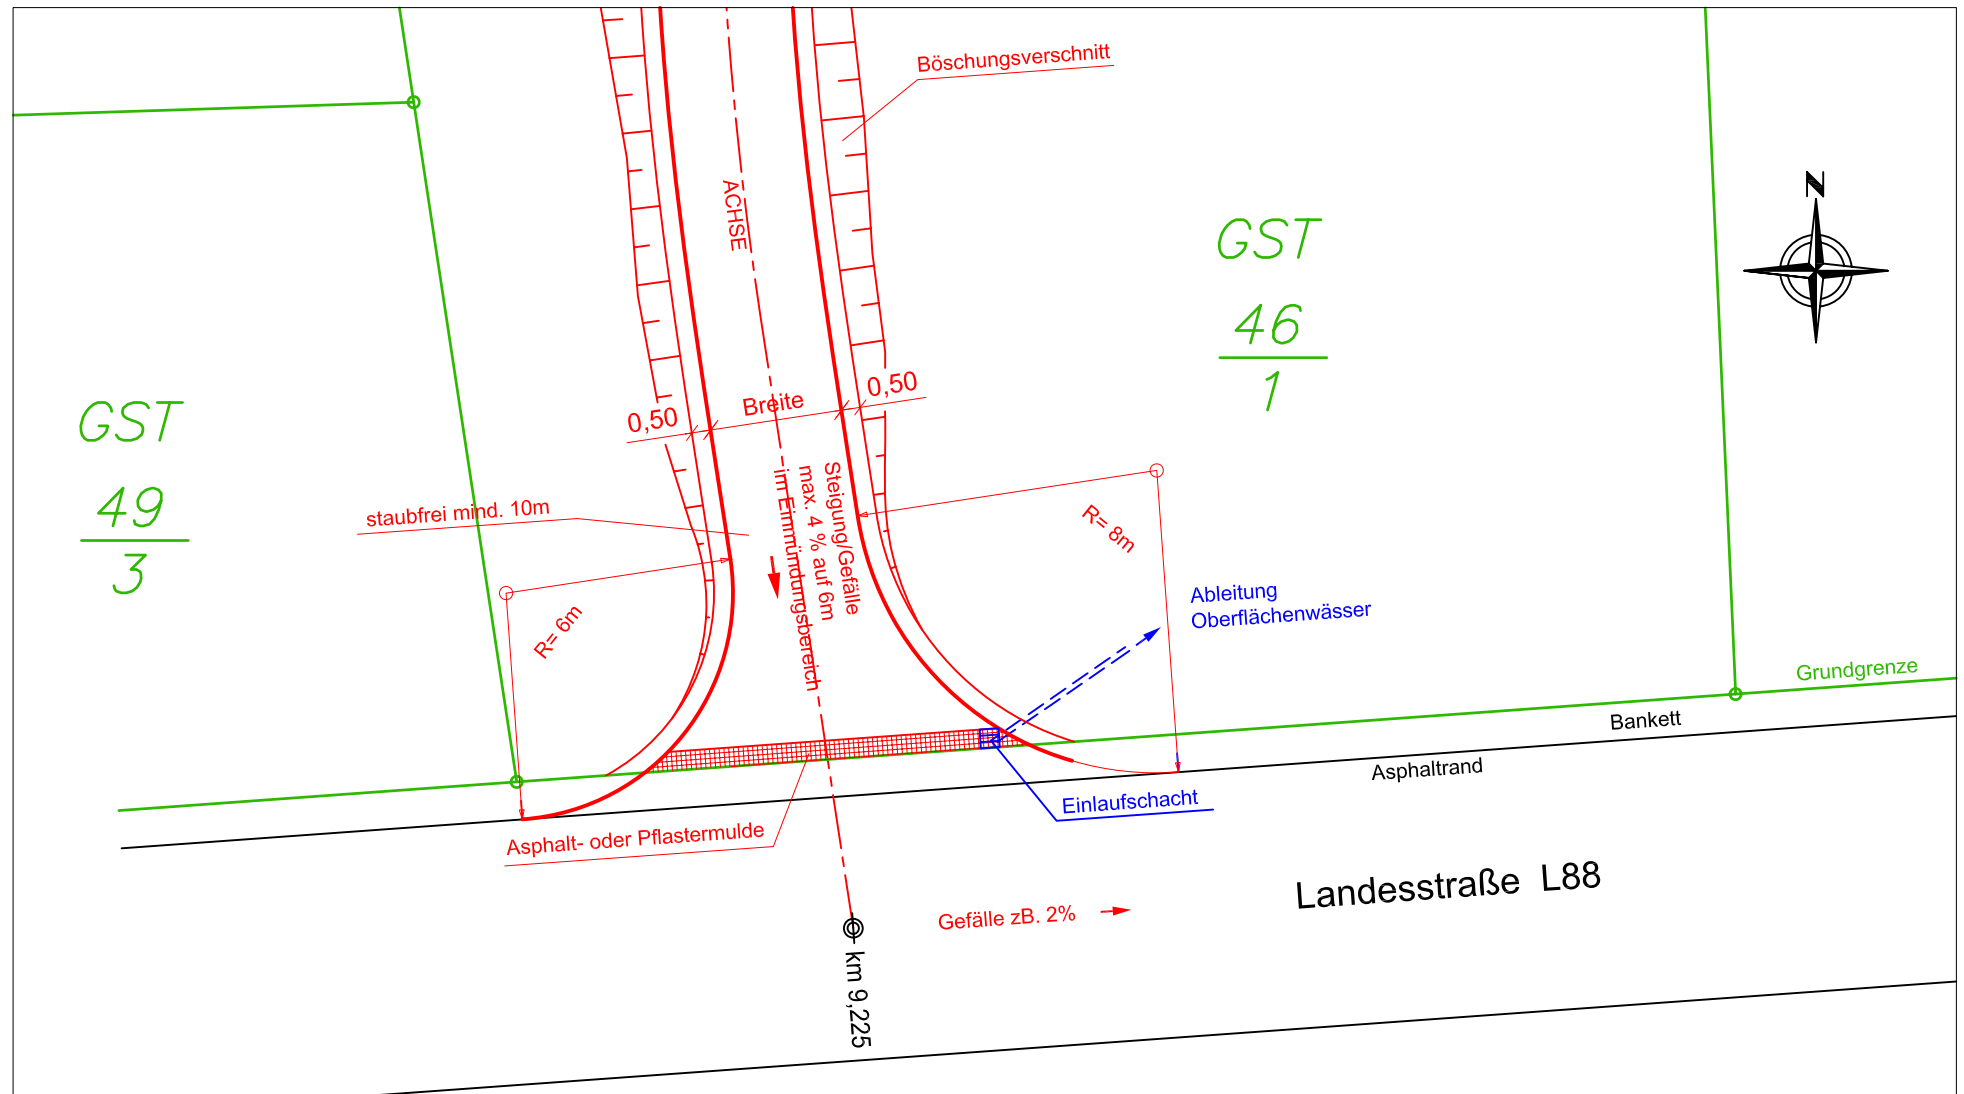 Böschungsverschnitt
N
ACHSE
GST
46
1
0,50
Breite
0,50
GST
49
3
staubfrei mind. 10m
Steigung/Gefälle
max. 4 % auf 6m
im Einmündungsbereich
R= 8m
R= 6m
Ableitung
Oberflächenwässer
Grundgrenze
Bankett
Asphaltrand
Einlaufschacht
Asphalt- oder Pflastermulde
Landesstraße L88
Gefälle zB. 2%
km 9,225